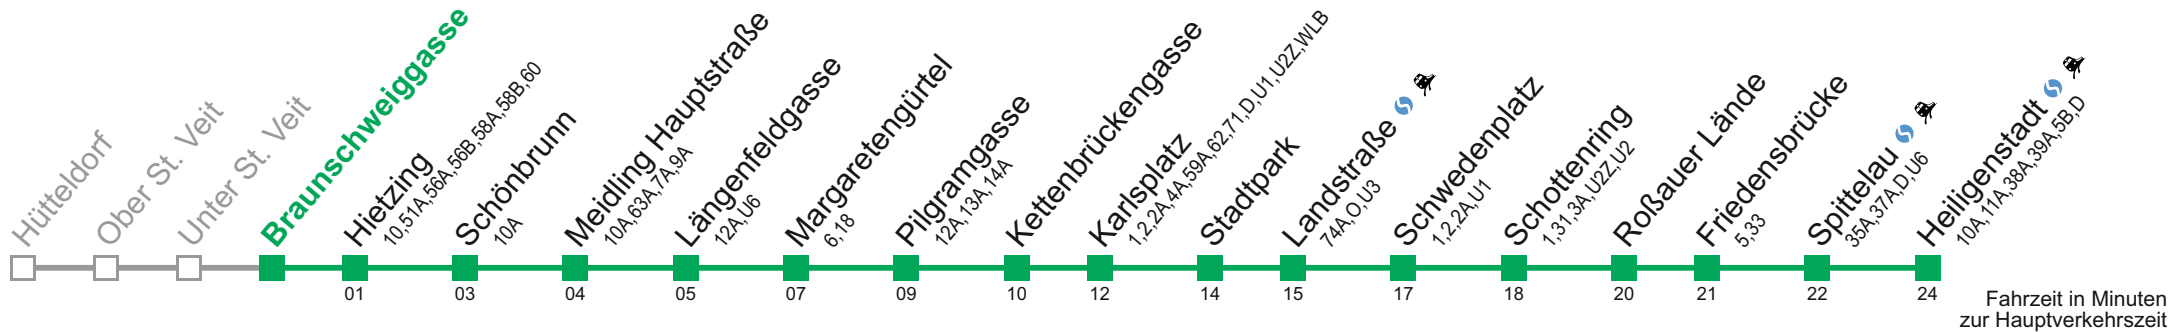 Hütteldorf
Ober St. Veit
Unter St. Veit
Braunschweiggasse
Hietzing
10,51A,56A,56B,58A,58B,60
Schönbrunn
10A
Meidling Hauptstraße
10A,63A,7A,9A
Längenfeldgasse
12A,U6
Margaretengürtel
6,18
Pilgramgasse
12A,13A,14A
Kettenbrückengasse
Karlsplatz
1,2,2A,4A,59A,62,71,D,U1,U2Z,WLB
Stadtpark
Landstraße
74A,O,U3
Schwedenplatz
1,2,2A,U1
Schottenring
1,31,3A,U2Z,U2
Roßauer Lände
Friedensbrücke
5,33
Spittelau
35A,37A,D,U6
Heiligenstadt
10A,11A,38A,39A,5B,D
01
03
04
05
07
09
10
12
14
15
17
18
20
21
22
24
Fahrzeit in Minuten
zur Hauptverkehrszeit